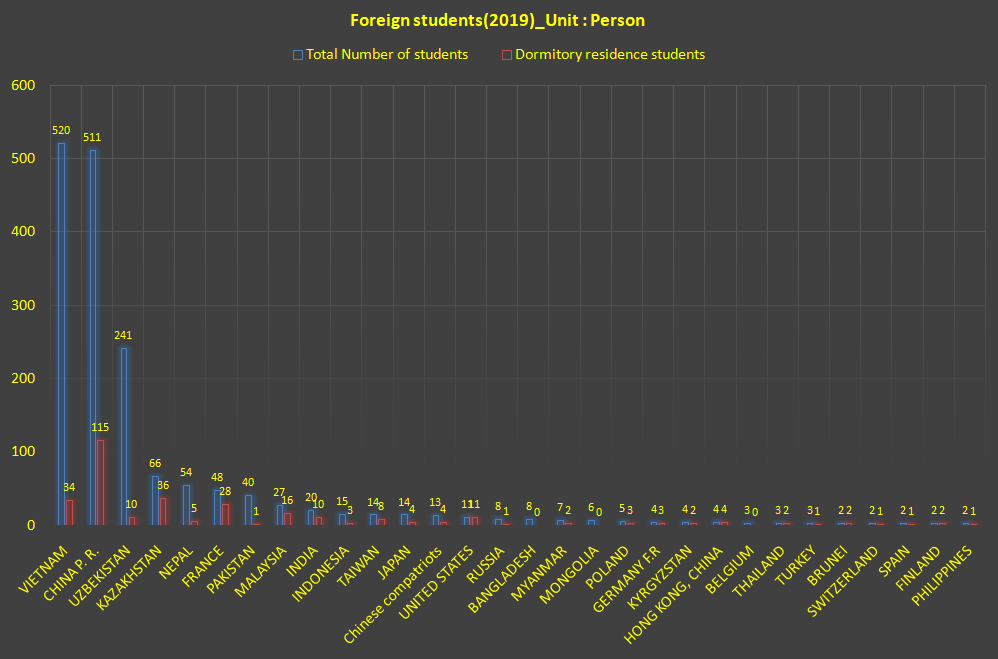 Foreign students(2019)_Unit : Person
Total Number of students
Dormitory residence students
600
500
400
300
200
100
0
520
34
511
115
241
10
66
36
54
5
48
28
40
1
27
16
20
10
15
3
14
8
14
4
13
4
11
11
8
1
8
0
7
2
6
0
5
3
4
3
4
2
4
4
3
0
3
2
3
1
2
2
2
1
2
1
2
2
2
1
VIETNAM
CHINA P. R.
UZBEKISTAN
KAZAKHSTAN
NEPAL
FRANCE
PAKISTAN
MALAYSIA
INDIA
INDONESIA
TAIWAN
JAPAN
Chinese compatriots
UNITED STATES
RUSSIA
BANGLADESH
MYANMAR
MONGOLIA
POLAND
GERMANY F.R
KYRGYZSTAN
HONG KONG, CHINA
BELGIUM
THAILAND
TURKEY
BRUNEI
SWITZERLAND
SPAIN
FINLAND
PHILIPPINES